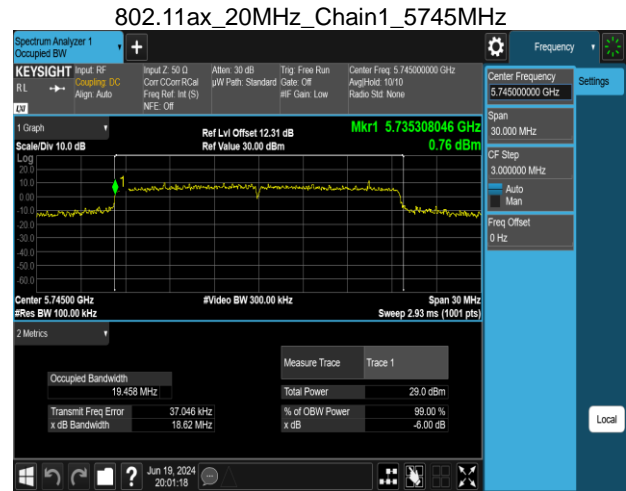 802.11ax_20MHz_Chain1_5745MHz
Spectrum Analyzer 1
Occupied BW
Frequency
KEYSIGHT
RL
LXI
Input: RF
Coupling: DC
Align: Auto
Input Z: 50 Ω
Corr CCorr RCal
Freq Ref: Int (S)
NFE: Off
Atten: 30 dB
µW Path: Standard
Trig: Free Run
Gate: Off
#IF Gain: Low
Center Freq: 5.745000000 GHz
Avg|Hold: 10/10
Radio Std: None
Center Frequency
5.745000000 GHz
Settings
Span
30.000 MHz
CF Step
3.000000 MHz
Auto
Man
Freq Offset
0 Hz
1 Graph
Scale/Div 10.0 dB
Ref Lvl Offset 12.31 dB
Ref Value 30.00 dBm
Mkr1 5.735308046 GHz
0.76 dBm
Log
20.0
10.0
0.00
-10.0
-20.0
-30.0
-40.0
-50.0
-60.0
1
Center 5.74500 GHz
#Res BW 100.00 kHz
#Video BW 300.00 kHz
Span 30 MHz
Sweep 2.93 ms (1001 pts)
2 Metrics
Measure Trace Trace 1
Occupied Bandwidth
19.458 MHz
Total Power 29.0 dBm
Transmit Freq Error 37.046 kHz
% of OBW Power 99.00 %
x dB Bandwidth 18.62 MHz
x dB -6.00 dB
Local
Jun 19, 2024
20:01:18